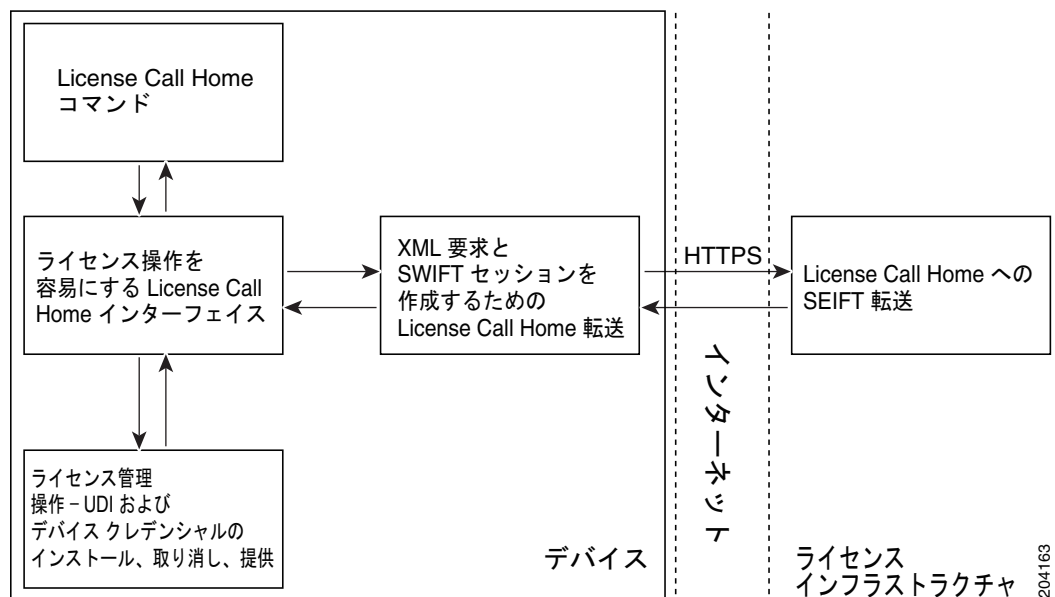 License Call Home
コマンド
ライセンス操作を
容易にする License Call
Home インターフェイス
XML 要求と
SWIFT セッションを
作成するための
License Call Home 転送
HTTPS
License Call Home への
SEIFT 転送
インターネット
ライセンス管理
操作 – UDI および
デバイス クレデンシャルの
インストール、取り消し、提供
デバイス
ライセンス
インフラストラクチャ
204163